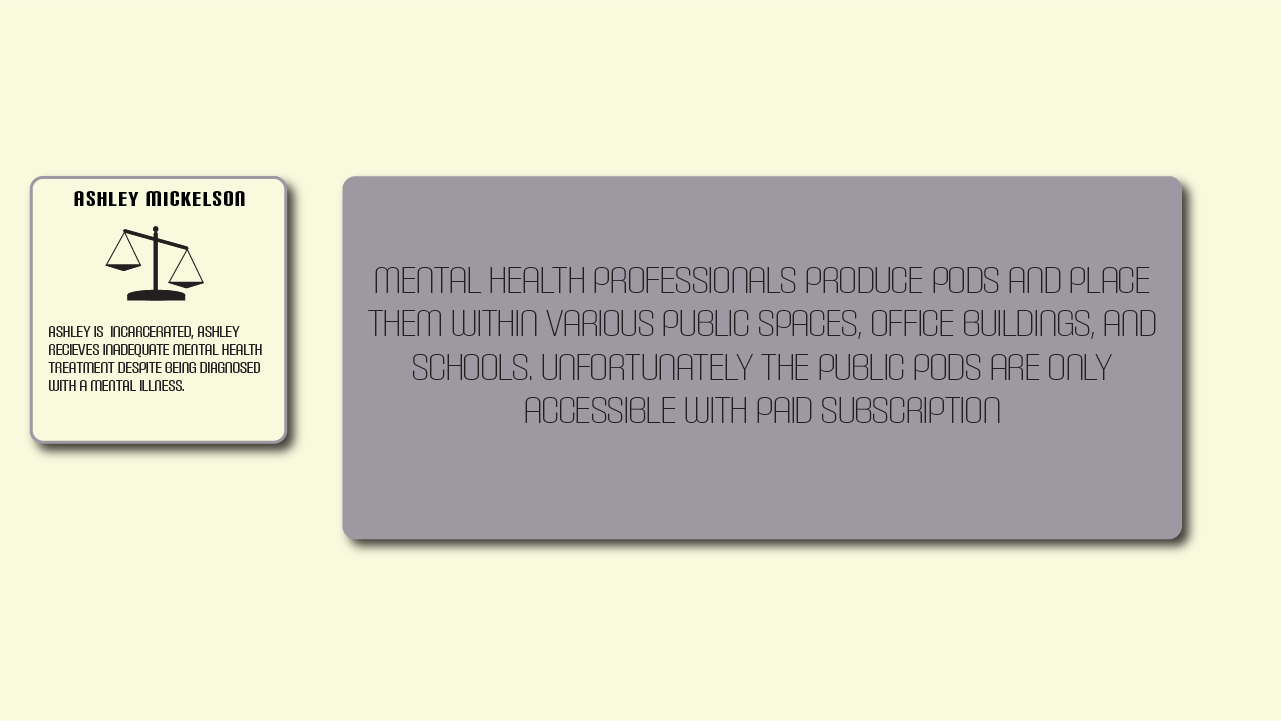 ASHLEY MICKELSON
ASHLEY IS INCARCERATED, ASHLEY
RECIEVES INADEQUATE MENTAL HEALTH
TREATMENT DESPITE BEING DIAGNOSED
WITH A MENTAL ILLNESS.
MENTAL HEALTH PROFESSIONALS PRODUCE PODS AND PLACE
THEM WITHIN VARIOUS PUBLIC SPACES, OFFICE BUILDINGS, AND
SCHOOLS. UNFORTUNATELY THE PUBLIC PODS ARE ONLY
ACCESSIBLE WITH PAID SUBSCRIPTION